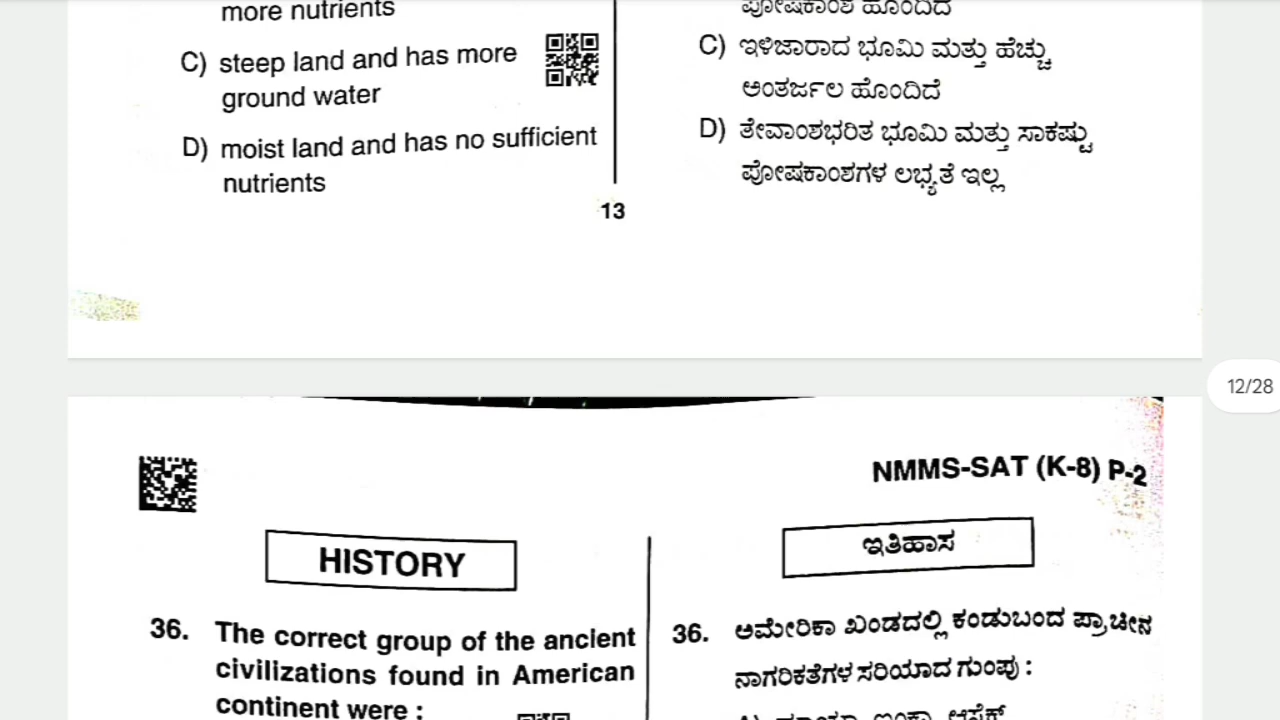 more nutrients
C) steep land and has more
ground water
D) moist land and has no sufficient
nutrients
ಪೋಷಕಾಂಶ ಹೊಂದಿದೆ
C) ಇಳಿಜಾರಾದ ಭೂಮಿ ಮತ್ತು ಹೆಚ್ಚು
ಅಂತರ್ಜಲ ಹೊಂದಿದೆ
D) ತೇವಾಂಶಭರಿತ ಭೂಮಿ ಮತ್ತು ಸಾಕಷ್ಟು
ಪೋಷಕಾಂಶಗಳ ಲಭ್ಯತೆ ಇಲ್ಲ
13
12/28
NMMS-SAT (K-8) P-2
HISTORY
36. The correct group of the ancient
civilizations found in American
continent were :
ಇತಿಹಾಸ
36. ಅಮೇರಿಕಾ ಖಂಡದಲ್ಲಿ ಕಂಡುಬಂದ ಪ್ರಾಚೀನ
ನಾಗರಿಕತೆಗಳ ಸರಿಯಾದ ಗುಂಪು :